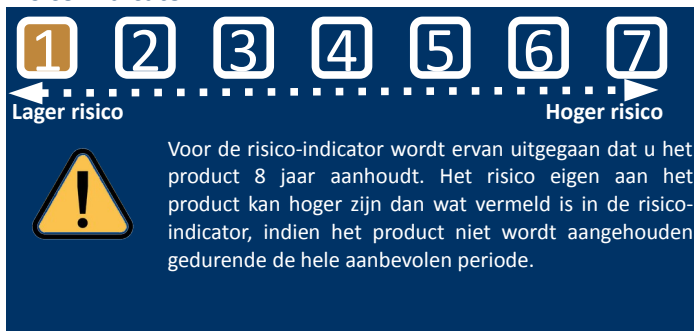 1 2 3 4 5 6 7
Lager risico Hoger risico
Voor de risico-indicator wordt ervan uitgegaan dat u het
product 8 jaar aanhoudt. Het risico eigen aan het
product kan hoger zijn dan wat vermeld is in de risico-
indicator, indien het product niet wordt aangehouden
gedurende de hele aanbevolen periode.